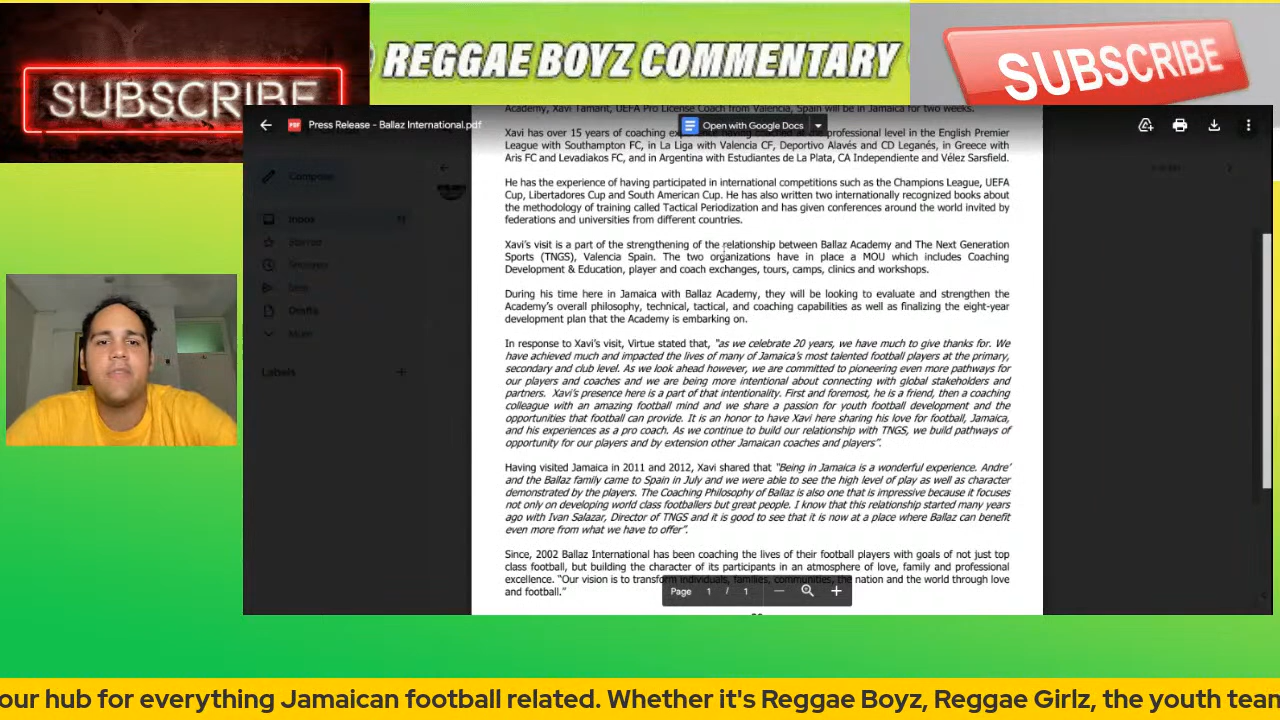 SUBSCRIBE
REGGAE BOYZ COMMENTARY
SUBSCRIBE
Press Release - Ballaz International.pdf
Open with Google Docs
Compose
Inbox
Starred
Snoozed
Sent
Drafts
More
Labels
Academy, Xavi Tamarit, UEFA Pro License Coach from Valencia, Spain will be in Jamaica for two weeks.
Xavi has over 15 years of coaching professional level in the English Premier
League with Southampton FC, in La Liga with Valencia CF, Deportivo Alavés and CD Leganés, in Greece with
Aris FC and Levadiakos FC, and in Argentina with Estudiantes de La Plata, CA Independiente and Vélez Sarsfield.
He has the experience of having participated in international competitions such as the Champions League, UEFA
Cup, Libertadores Cup and South American Cup. He has also written two internationally recognized books about
the methodology of training called Tactical Periodization and has given conferences around the world invited by
federations and universities from different countries.
Xavi's visit is a part of the strengthening of the relationship between Ballaz Academy and The Next Generation
Sports (TNGS), Valencia Spain. The two organizations have in place a MOU which includes Coaching
Development & Education, player and coach exchanges, tours, camps, clinics and workshops.
During his time here in Jamaica with Ballaz Academy, they will be looking to evaluate and strengthen the
Academy's overall philosophy, technical, tactical, and coaching capabilities as well as finalizing the eight-year
development plan that the Academy is embarking on.
In response to Xavi's visit, Virtue stated that, "as we celebrate 20 years, we have much to give thanks for. We
have achieved much and impacted the lives of many of Jamaica's most talented football players at the primary,
secondary and club level. As we look ahead however, we are committed to pioneering even more pathways for
our players and coaches and we are being more intentional about connecting with global stakeholders and
partners. Xavi's presence here is a part of that intentionality. First and foremost, he is a friend, then a coaching
colleague with an amazing football mind and we share a passion for youth football development and the
opportunities that football can provide. It is an honor to have Xavi here sharing his love for football, Jamaica,
and his experiences as a pro coach. As we continue to build our relationship with TNGS, we build pathways of
opportunity for our players and by extension other Jamaican coaches and players".
Having visited Jamaica in 2011 and 2012, Xavi shared that "Being in Jamaica is a wonderful experience. Andre'
and the Ballaz family came to Spain in July and we were able to see the high level of play as well as character
demonstrated by the players. The Coaching Philosophy of Ballaz is also one that is impressive because it focuses
not only on developing world class footballers but great people. I know that this relationship started many years
ago with Ivan Salazar, Director of TNGS and it is good to see that it is now at a place where Ballaz can benefit
even more from what we have to offer".
Since, 2002 Ballaz International has been coaching the lives of their football players with goals of not just top
class football, but building the character of its participants in an atmosphere of love, family and professional
excellence. "Our vision is to transform individuals, families, communities, the nation and the world through love
and football."
Page 1 / 1
our hub for everything Jamaican football related. Whether it's Reggae Boyz, Reggae Girlz, the youth team